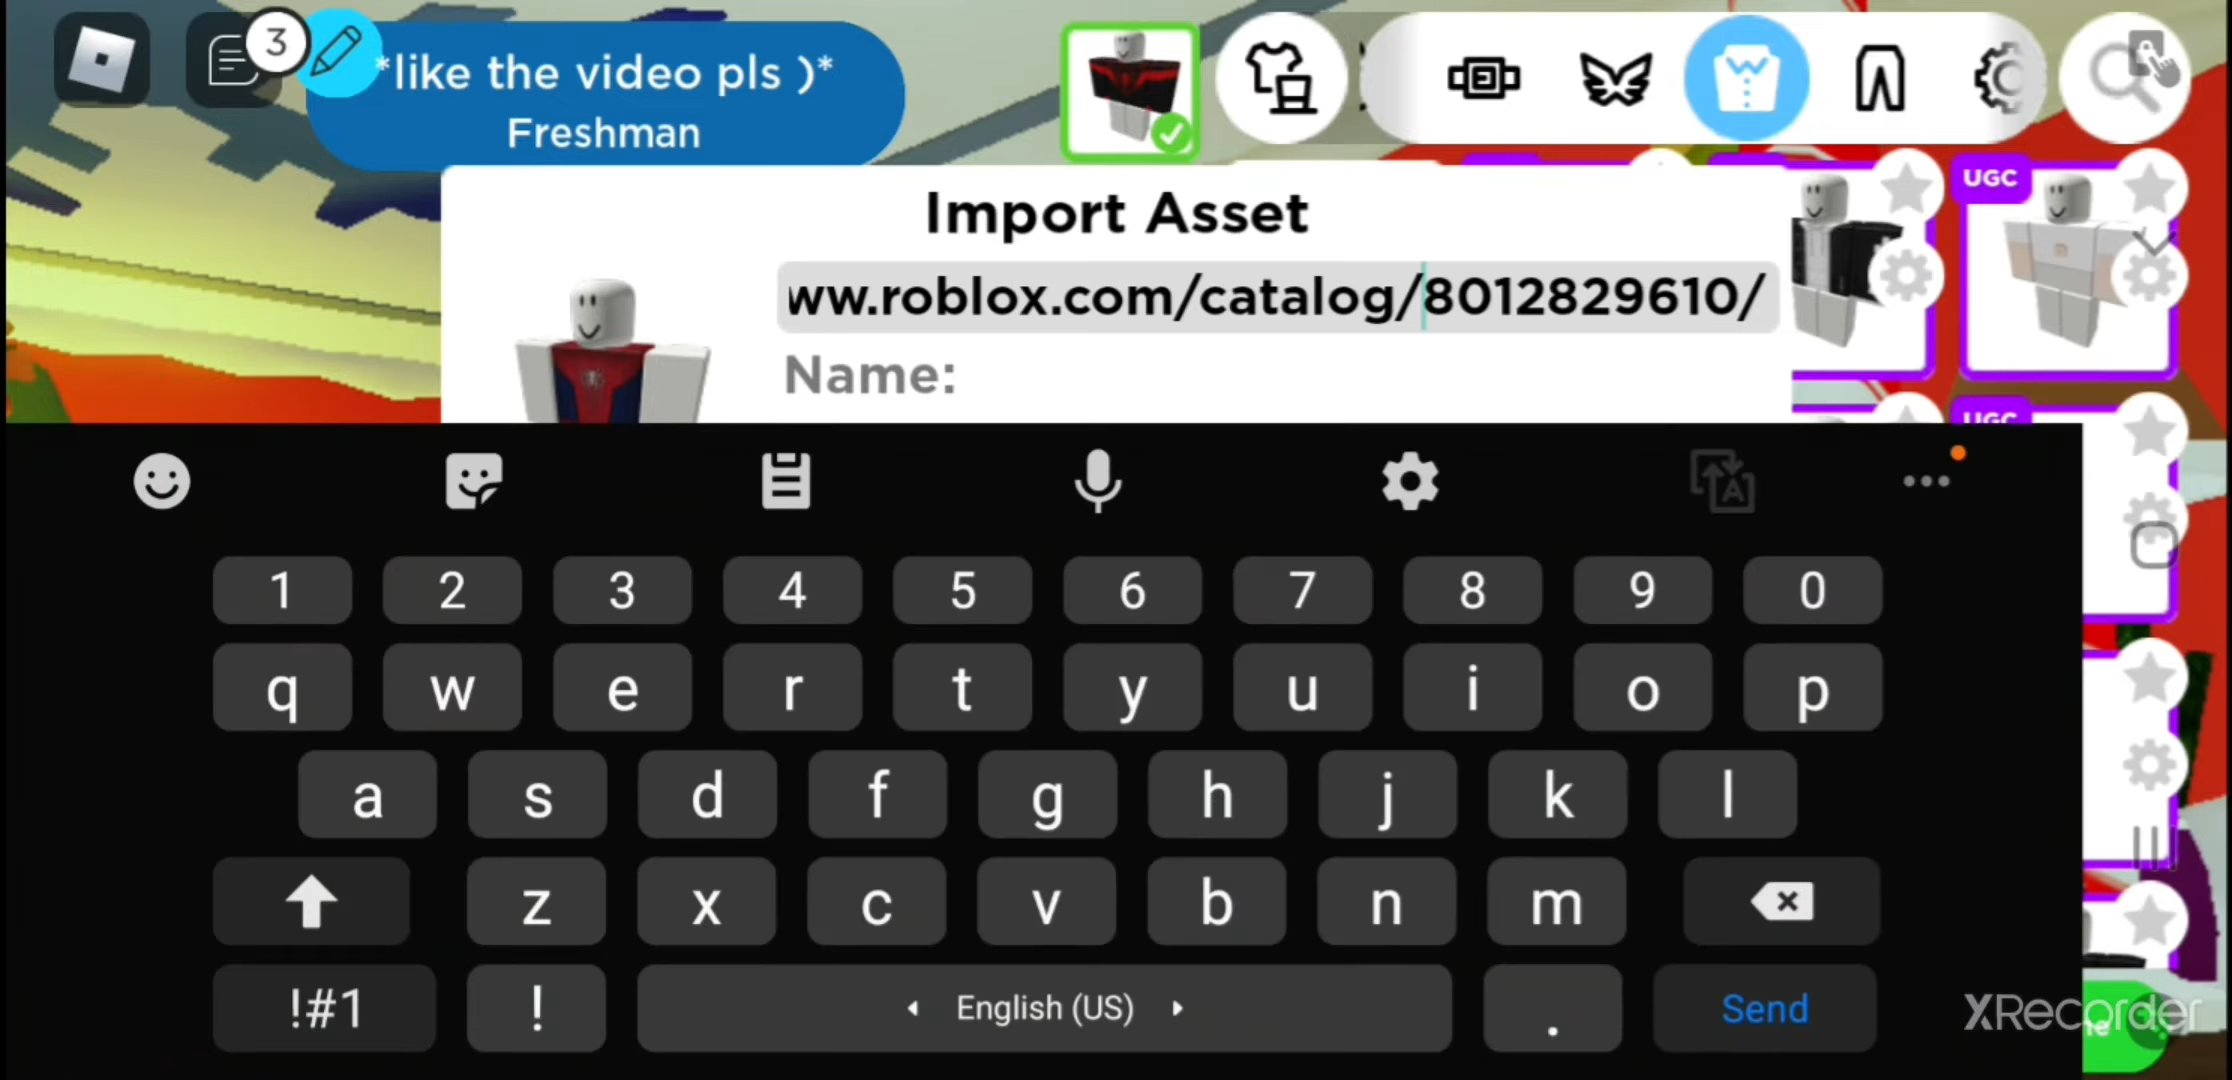 3
*like the video pls )*
Freshman
UGC
Import Asset
ww.roblox.com/catalog/8012829610/
Name:
UGC
1 2 3 4 5 6 7 8 9 0
q w e r t y u i o p
a s d f g h j k l
z x c v b n m
!#1 ! English (US) . Send
XRecorder